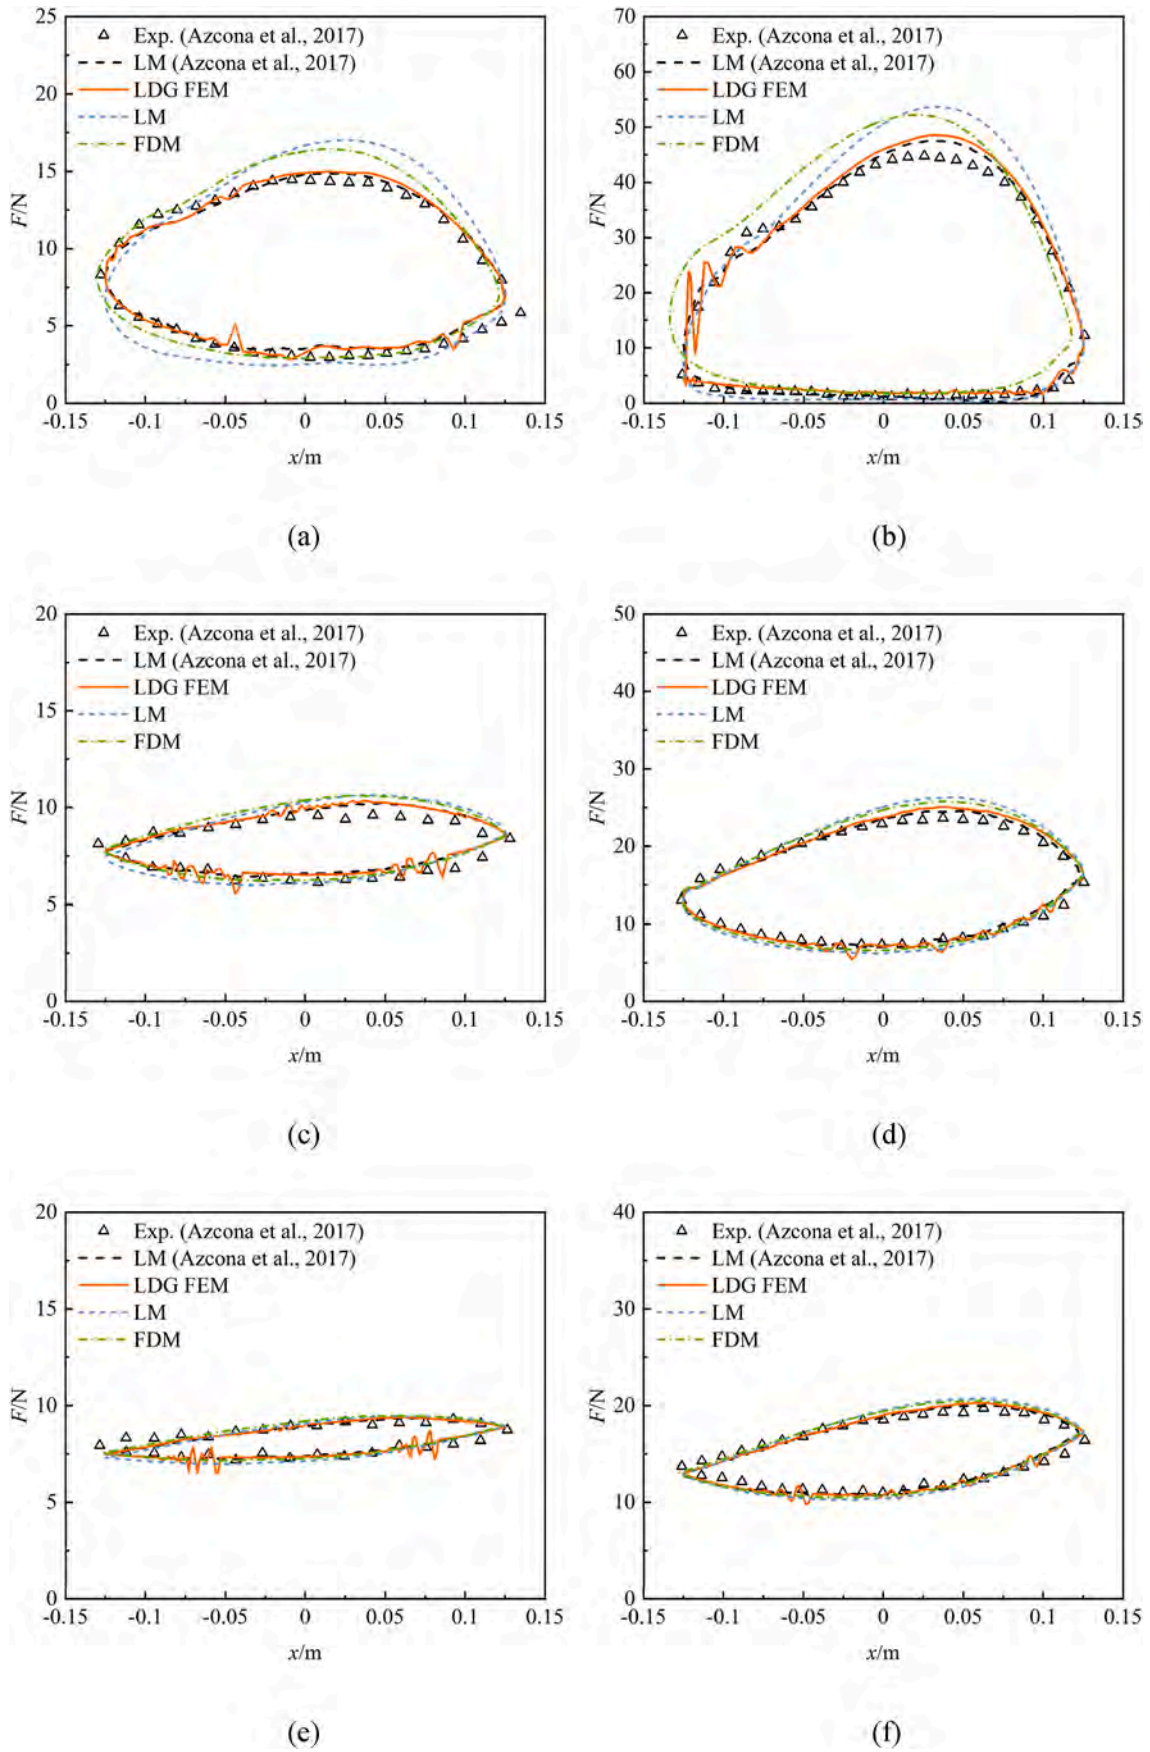 25
20
15
10
5
0
F/N
Exp. (Azcona et al., 2017)
LM (Azcona et al., 2017)
LDG FEM
LM
FDM
-0.15 -0.1 -0.05 0 0.05 0.1 0.15
x/m
(a)
70
60
50
40
30
20
10
0
F/N
Exp. (Azcona et al., 2017)
LM (Azcona et al., 2017)
LDG FEM
LM
FDM
-0.15 -0.1 -0.05 0 0.05 0.1 0.15
x/m
(b)
20
15
10
5
0
F/N
Exp. (Azcona et al., 2017)
LM (Azcona et al., 2017)
LDG FEM
LM
FDM
-0.15 -0.1 -0.05 0 0.05 0.1 0.15
x/m
(c)
50
40
30
20
10
0
F/N
Exp. (Azcona et al., 2017)
LM (Azcona et al., 2017)
LDG FEM
LM
FDM
-0.15 -0.1 -0.05 0 0.05 0.1 0.15
x/m
(d)
20
15
10
5
0
F/N
Exp. (Azcona et al., 2017)
LM (Azcona et al., 2017)
LDG FEM
LM
FDM
-0.15 -0.1 -0.05 0 0.05 0.1 0.15
x/m
(e)
40
30
20
10
0
F/N
Exp. (Azcona et al., 2017)
LM (Azcona et al., 2017)
LDG FEM
LM
FDM
-0.15 -0.1 -0.05 0 0.05 0.1 0.15
x/m
(f)